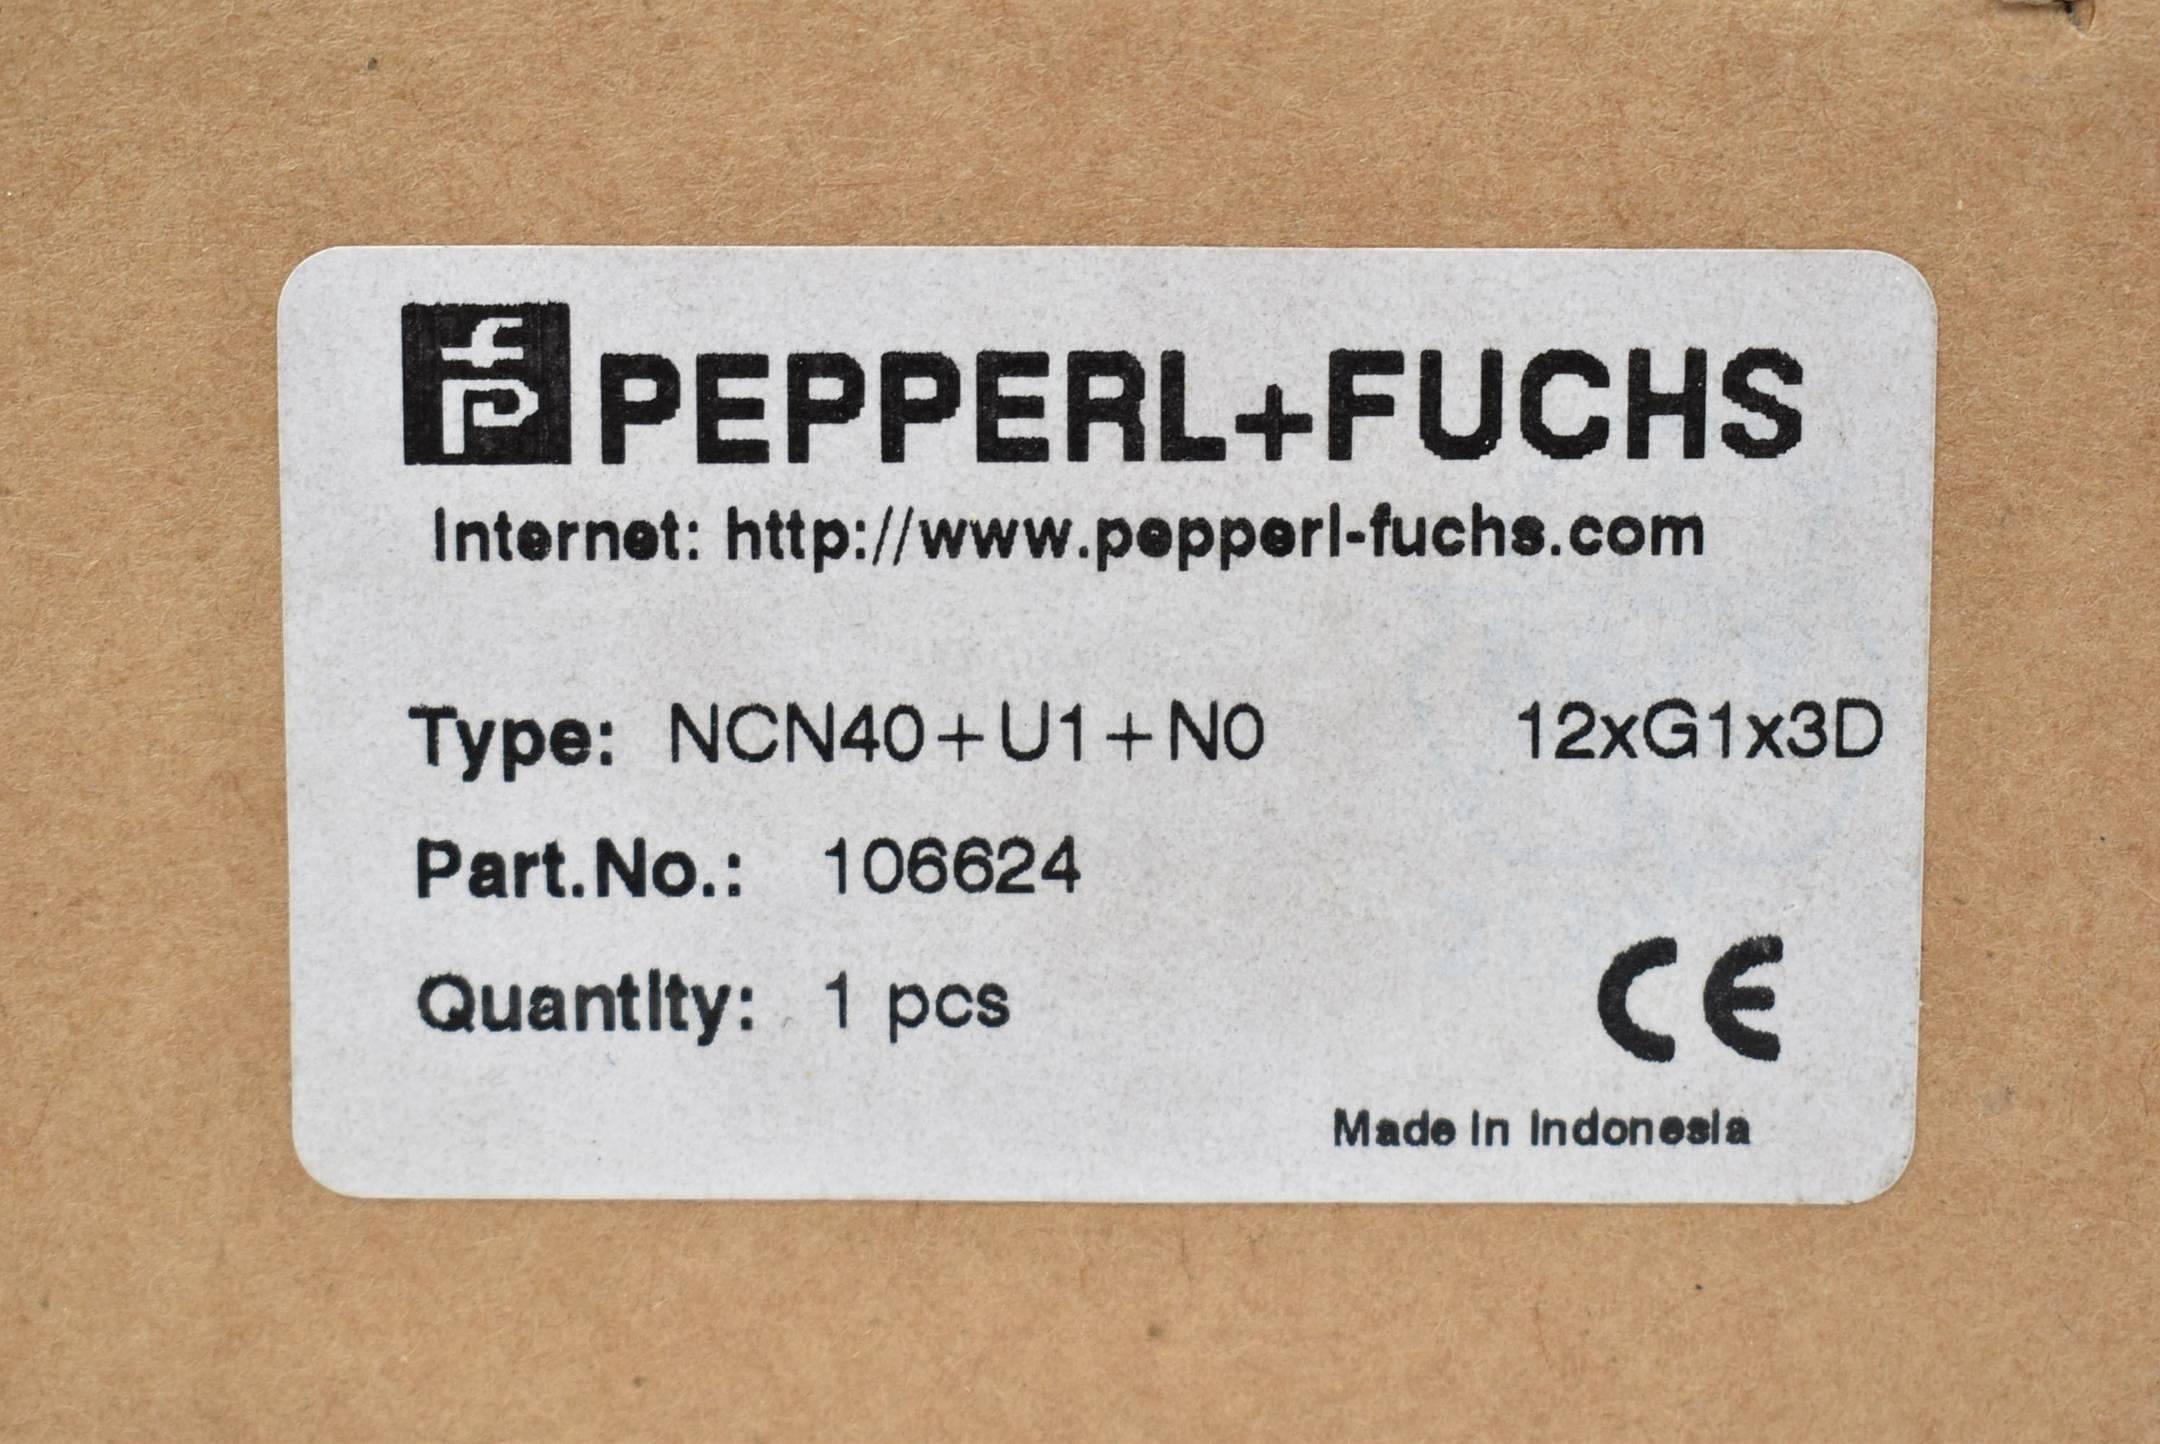 fp PEPPERL+FUCHS
Internet: http://www.pepperl-fuchs.com
Type: NCN40+U1+N0 12xG1x3D
Part.No.: 106624
Quantity: 1 pcs
CE
Made in Indonesia